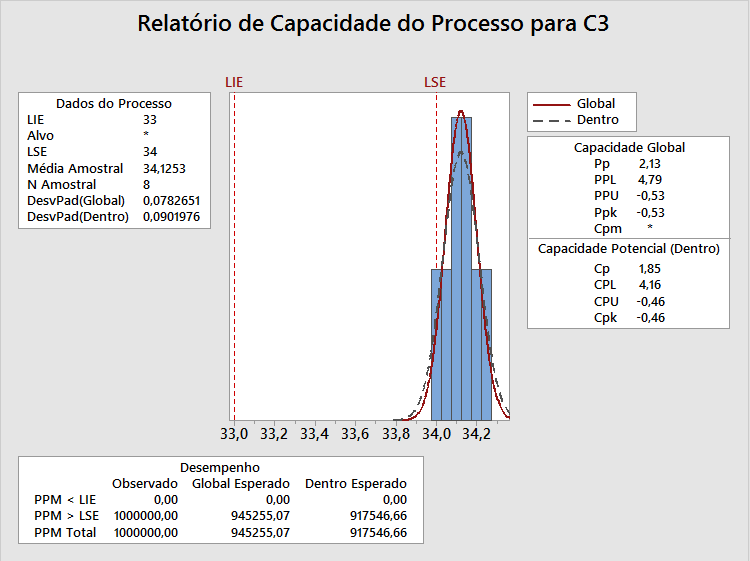 Relatório de Capacidade do Processo para C3
LIE LSE
Dados do Processo
LIE 33
Alvo *
LSE 34
Média Amostral 34,1253
N Amostral 8
DesvPad(Global) 0,0782651
DesvPad(Dentro) 0,0901976
Global
Dentro
Capacidade Global
Pp 2,13
PPL 4,79
PPU -0,53
Ppk -0,53
Cpm *
Capacidade Potencial (Dentro)
Cp 1,85
CPL 4,16
CPU -0,46
Cpk -0,46
33,0 33,2 33,4 33,6 33,8 34,0 34,2
Desempenho
Observado Global Esperado Dentro Esperado
PPM < LIE 0,00 0,00 0,00
PPM > LSE 1000000,00 945255,07 917546,66
PPM Total 1000000,00 945255,07 917546,66